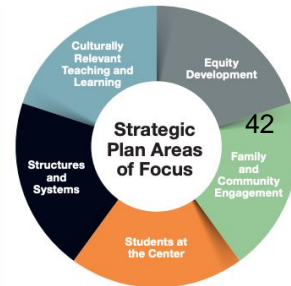 Culturally
Relevant
Teaching and
Learning
Equity
Development
42
Family
and
Community
Engagement
Students at
the Center
Structures
and
Systems
Strategic
Plan Areas
of Focus